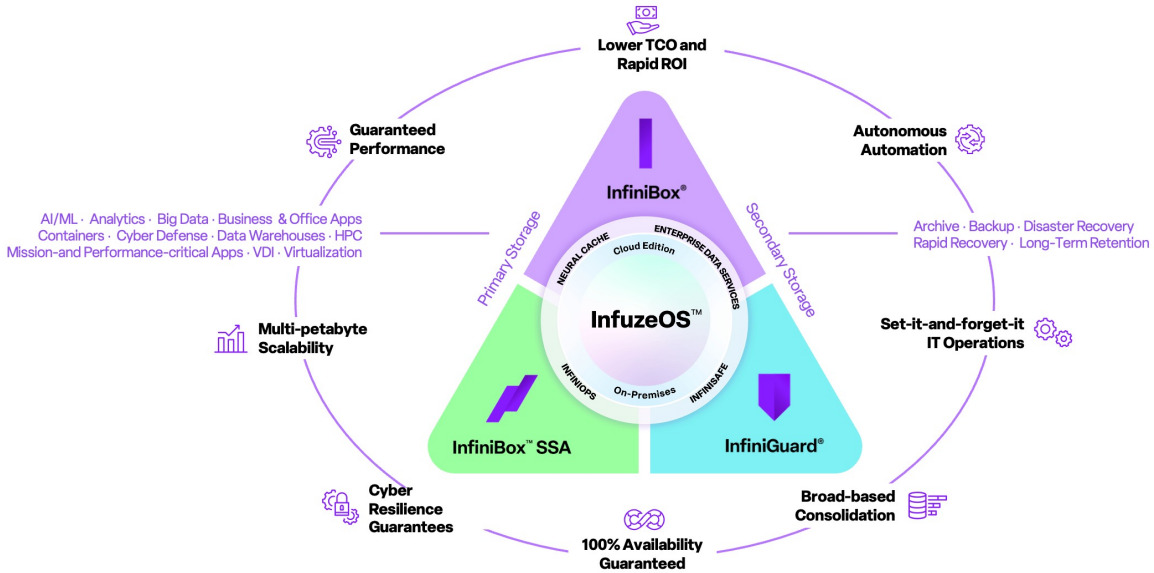 Lower TCO and
Rapid ROI
Guaranteed
Performance
Autonomous
Automation
InfiniBox®
AI/ML · Analytics · Big Data · Business & Office Apps
Containers · Cyber Defense · Data Warehouses · HPC
Mission-and Performance-critical Apps · VDI · Virtualization
Primary Storage
Secondary Storage
Archive · Backup · Disaster Recovery
Rapid Recovery · Long-Term Retention
NEURAL CACHE
ENTERPRISE DATA SERVICES
Cloud Edition
InfuzeOS™
Multi-petabyte
Scalability
Set-it-and-forget-it
IT Operations
INFINIOPS
On-Premises
INFINISAFE
InfiniBox™ SSA
InfiniGuard®
Cyber
Resilience
Guarantees
Broad-based
Consolidation
100% Availability
Guaranteed